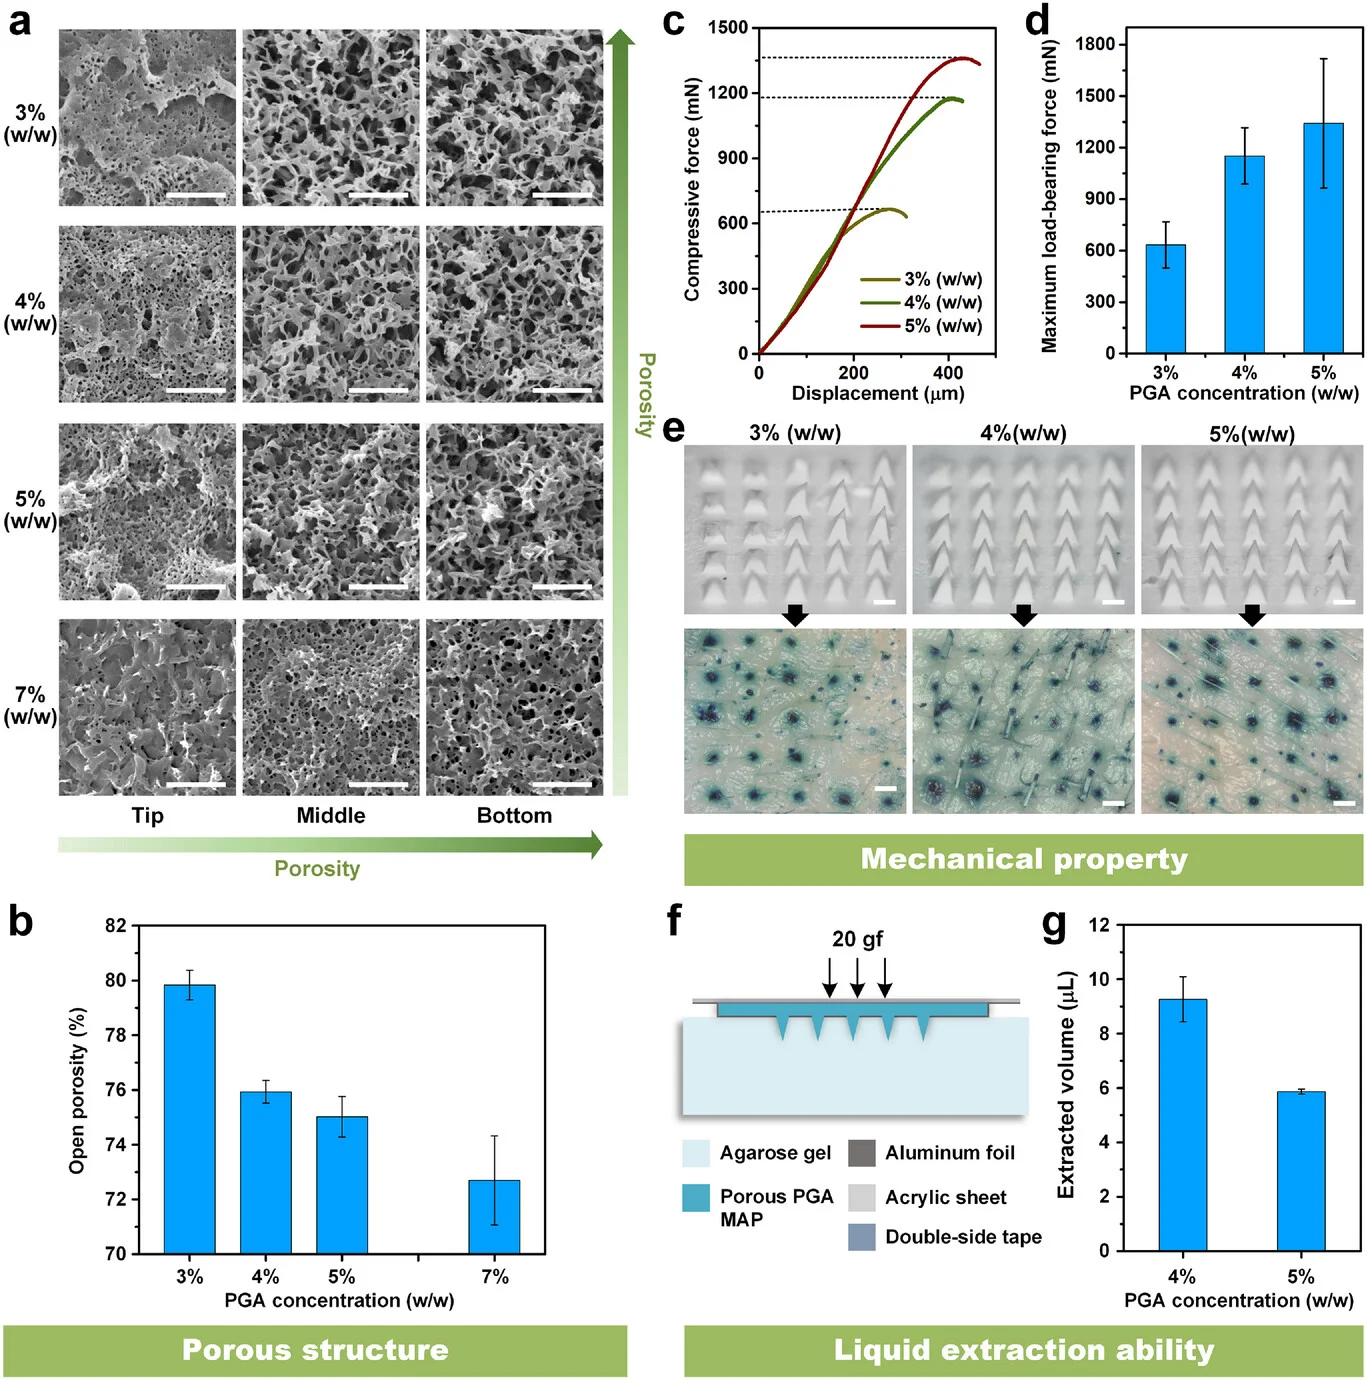 a
3%
(w/w)
4%
(w/w)
5%
(w/w)
7%
(w/w)
Tip
Middle
Bottom
Porosity
Porosity
b
Open porosity (%)
82
80
78
76
74
72
70
3%
4%
5%
7%
PGA concentration (w/w)
Porous structure
c
Compressive force (mN)
1500
1200
900
600
300
0
0
200
400
Displacement (μm)
3% (w/w)
4% (w/w)
5% (w/w)
d
Maximum load-bearing force (mN)
1800
1500
1200
900
600
300
0
3%
4%
5%
PGA concentration (w/w)
e
3% (w/w)
4%(w/w)
5%(w/w)
Mechanical property
f
20 gf
Agarose gel
Aluminum foil
Porous PGA
MAP
Acrylic sheet
Double-side tape
g
Extracted volume (μL)
12
10
8
6
4
2
0
4%
5%
PGA concentration (w/w)
Liquid extraction ability